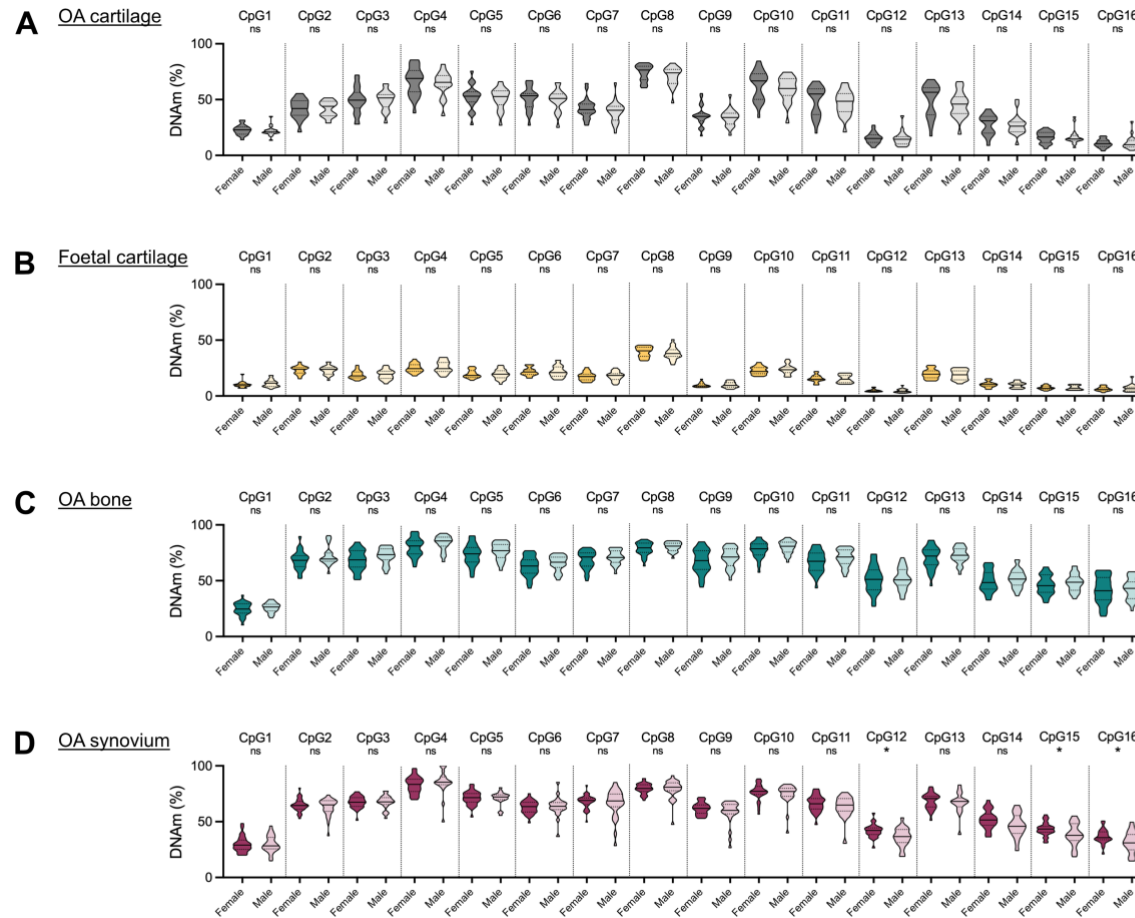 A OA cartilage
CpG1 CpG2 CpG3 CpG4 CpG5 CpG6 CpG7 CpG8 CpG9 CpG10 CpG11 CpG12 CpG13 CpG14 CpG15 CpG16
ns ns ns ns ns ns ns ns ns ns ns ns ns ns ns ns
100
50
0
DNAm (%)
Female Male Female Male Female Male Female Male Female Male Female Male Female Male Female Male Female Male Female Male Female Male Female Male Female Male Female Male Female Male Female Male
B Foetal cartilage
CpG1 CpG2 CpG3 CpG4 CpG5 CpG6 CpG7 CpG8 CpG9 CpG10 CpG11 CpG12 CpG13 CpG14 CpG15 CpG16
ns ns ns ns ns ns ns ns ns ns ns ns ns ns ns ns
100
50
0
DNAm (%)
Female Male Female Male Female Male Female Male Female Male Female Male Female Male Female Male Female Male Female Male Female Male Female Male Female Male Female Male Female Male Female Male
C OA bone
CpG1 CpG2 CpG3 CpG4 CpG5 CpG6 CpG7 CpG8 CpG9 CpG10 CpG11 CpG12 CpG13 CpG14 CpG15 CpG16
ns ns ns ns ns ns ns ns ns ns ns ns ns ns ns ns
100
50
0
DNAm (%)
Female Male Female Male Female Male Female Male Female Male Female Male Female Male Female Male Female Male Female Male Female Male Female Male Female Male Female Male Female Male Female Male
D OA synovium
CpG1 CpG2 CpG3 CpG4 CpG5 CpG6 CpG7 CpG8 CpG9 CpG10 CpG11 CpG12 CpG13 CpG14 CpG15 CpG16
ns ns ns ns ns ns ns ns ns ns ns * ns ns * *
100
50
0
DNAm (%)
Female Male Female Male Female Male Female Male Female Male Female Male Female Male Female Male Female Male Female Male Female Male Female Male Female Male Female Male Female Male Female Male